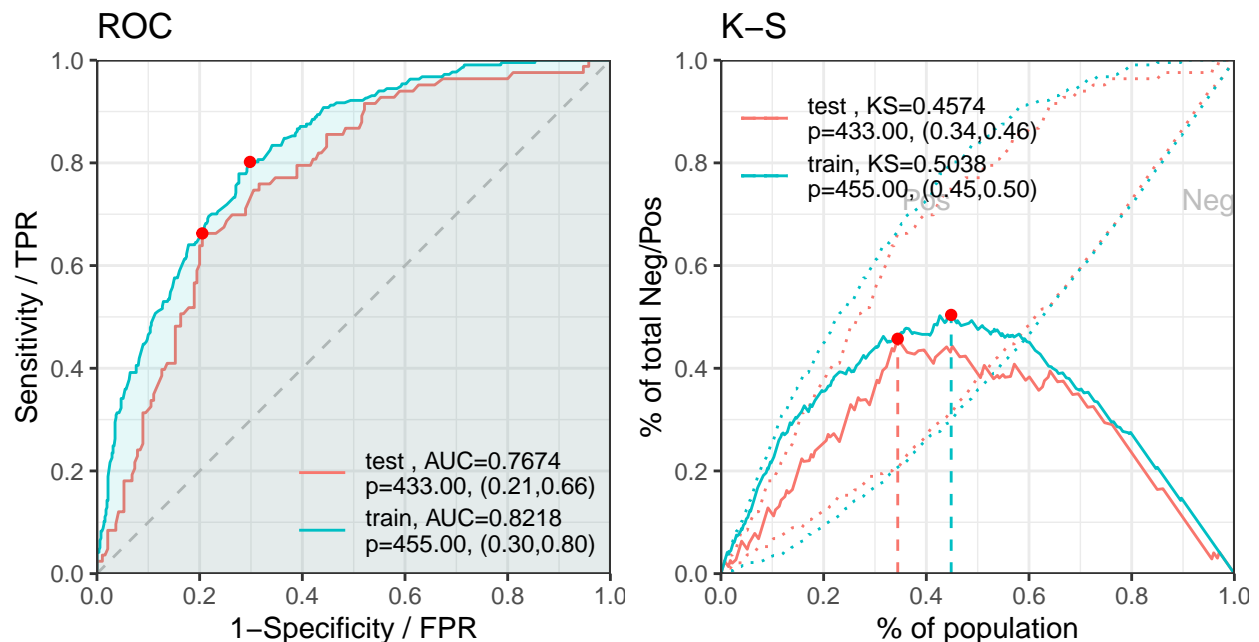 ROC
1.0
0.8
0.6
0.4
0.2
0.0
Sensitivity / TPR
test , AUC=0.7674
p=433.00, (0.21,0.66)
train, AUC=0.8218
p=455.00, (0.30,0.80)
0.0 0.2 0.4 0.6 0.8 1.0
1−Specificity / FPR
K−S
1.0
0.8
0.6
0.4
0.2
0.0
% of total Neg/Pos
test , KS=0.4574
p=433.00, (0.34,0.46)
train, KS=0.5038
p=455.00, (0.45,0.50)
Pos
Neg
0.0 0.2 0.4 0.6 0.8 1.0
% of population